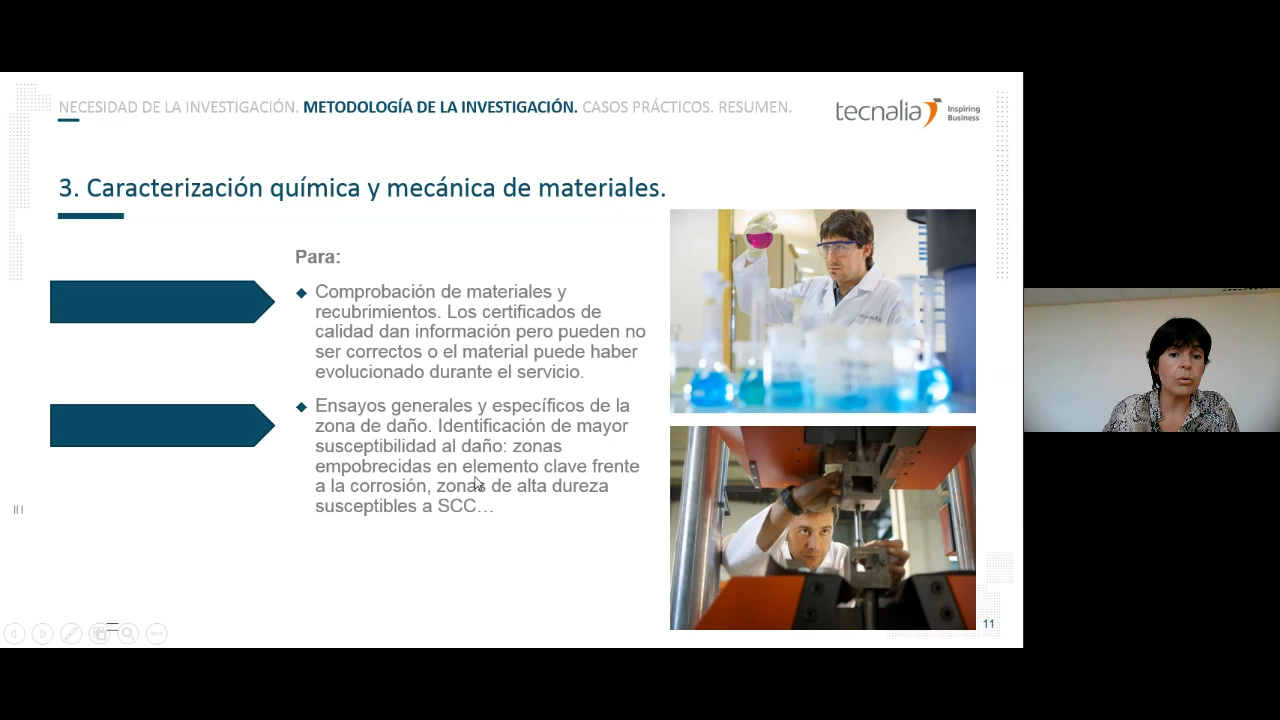 NECESIDAD DE LA INVESTIGACIÓN. METODOLOGÍA DE LA INVESTIGACIÓN. CASOS PRÁCTICOS. RESUMEN.
tecnalia Inspiring
Business
3. Caracterización química y mecánica de materiales.
Para:
Comprobación de materiales y
recubrimientos. Los certificados de
calidad dan información pero pueden no
ser correctos o el material puede haber
evolucionado durante el servicio.
Ensayos generales y específicos de la
zona de daño. Identificación de mayor
susceptibilidad al daño: zonas
empobrecidas en elemento clave frente
a la corrosión, zonas de alta dureza
susceptibles a SCC…
11